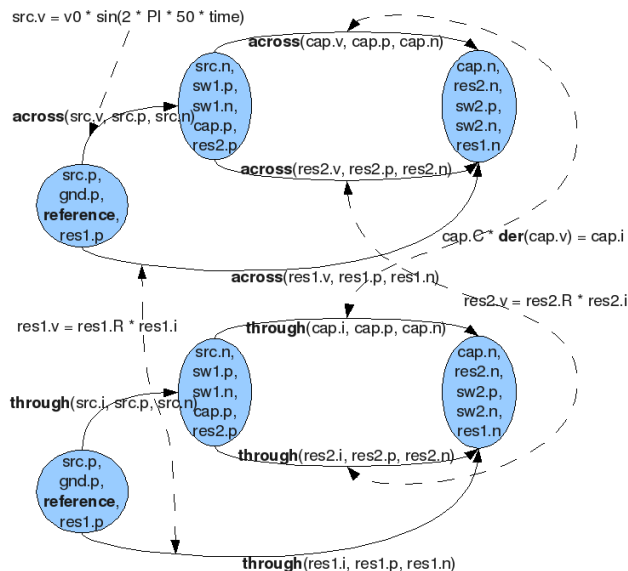 src.v = v0 * sin(2 * PI * 50 * time)
across(cap.v, cap.p, cap.n)
src.n,
sw1.p,
sw1.n,
cap.p,
res2.p
cap.n,
res2.n,
sw2.p,
sw2.n,
res1.n
across(src.v, src.p, src.n)
across(res2.v, res2.p, res2.n)
src.p,
gnd.p,
reference,
res1.p
cap.C * der(cap.v) = cap.i
across(res1.v, res1.p, res1.n)
res2.v = res2.R * res2.i
res1.v = res1.R * res1.i
through(cap.i, cap.p, cap.n)
src.n,
sw1.p,
sw1.n,
cap.p,
res2.p
cap.n,
res2.n,
sw2.p,
sw2.n,
res1.n
through(src.i, src.p, src.n)
through(res2.i, res2.p, res2.n)
src.p,
gnd.p,
reference,
res1.p
through(res1.i, res1.p, res1.n)